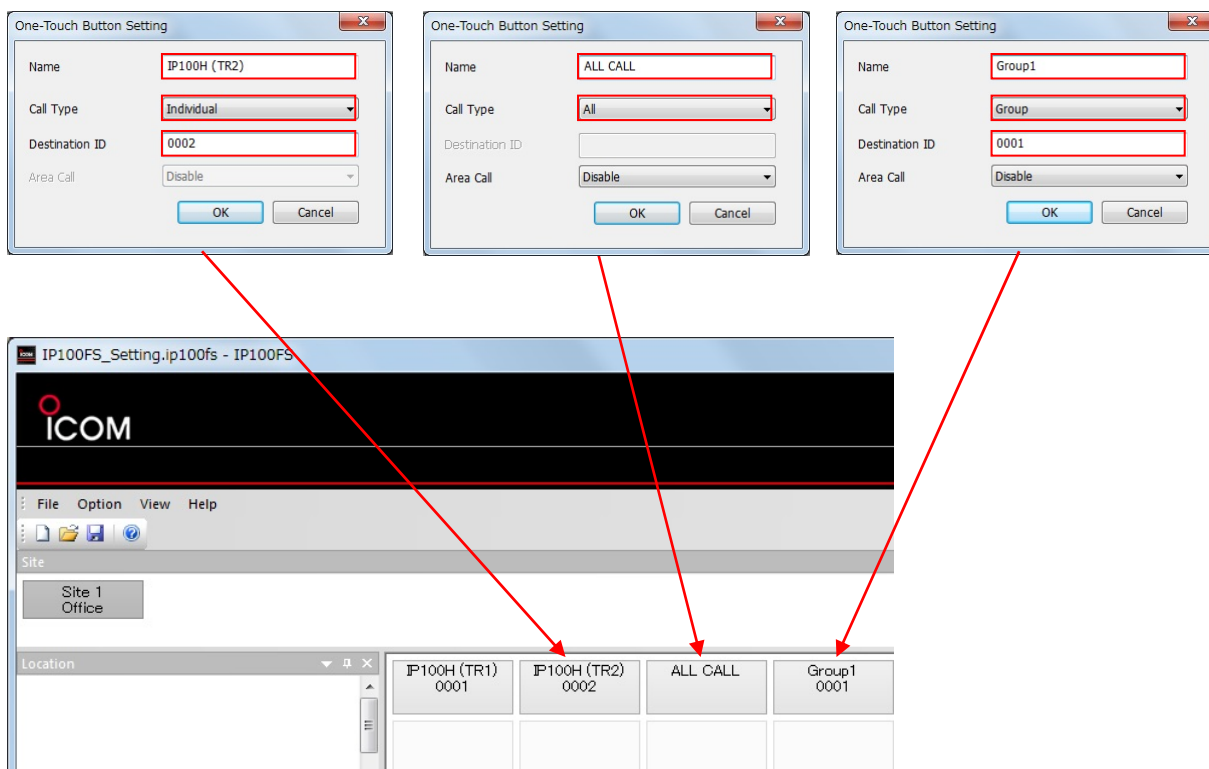 One-Touch Button Setting
Name IP100H (TR2)
Call Type Individual
Destination ID 0002
Area Call Disable
OK Cancel
One-Touch Button Setting
Name ALL CALL
Call Type All
Destination ID
Area Call Disable
OK Cancel
One-Touch Button Setting
Name Group1
Call Type Group
Destination ID 0001
Area Call Disable
OK Cancel
IP100FS_Setting.ip100fs - IP100FS
ICOM
File Option View Help
Site
Site 1
Office
Location
IP100H (TR1) IP100H (TR2) ALL CALL Group1
0001 0002 0001